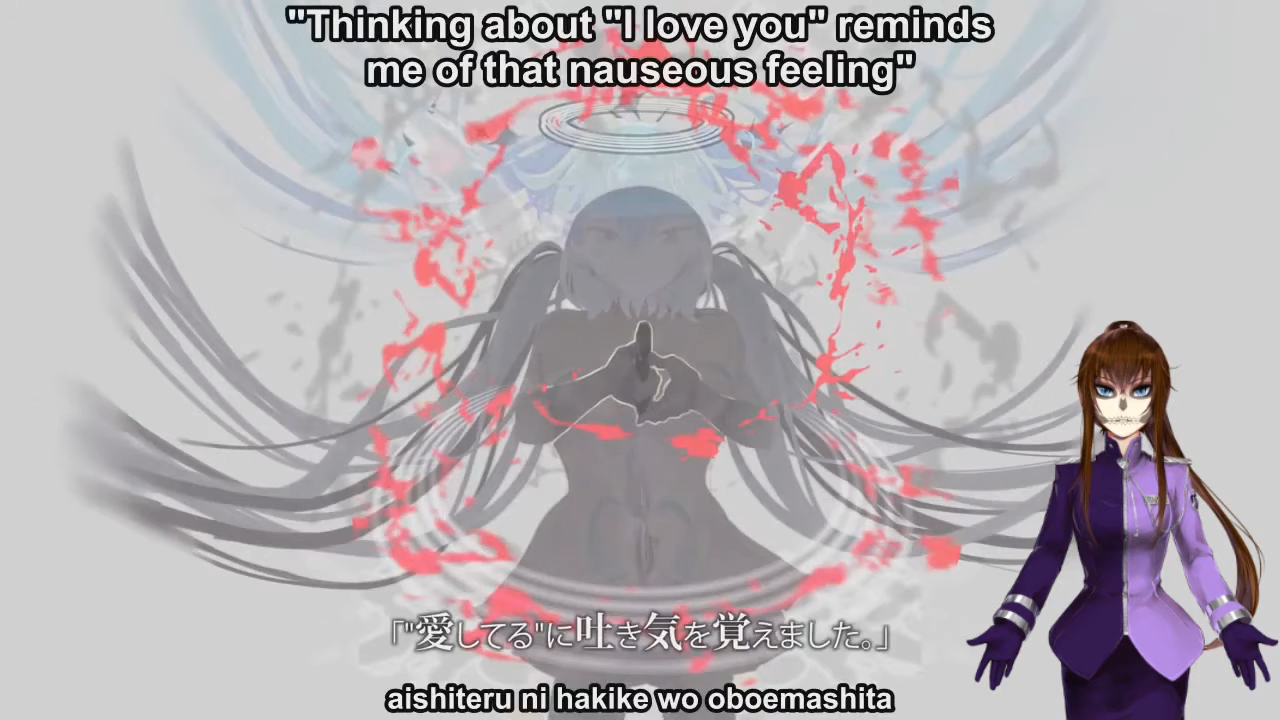 "Thinking about "I love you" reminds
me of that nauseous feeling"
「"愛してる"に吐き気を覚えました。」
aishiteru ni hakike wo oboemashita